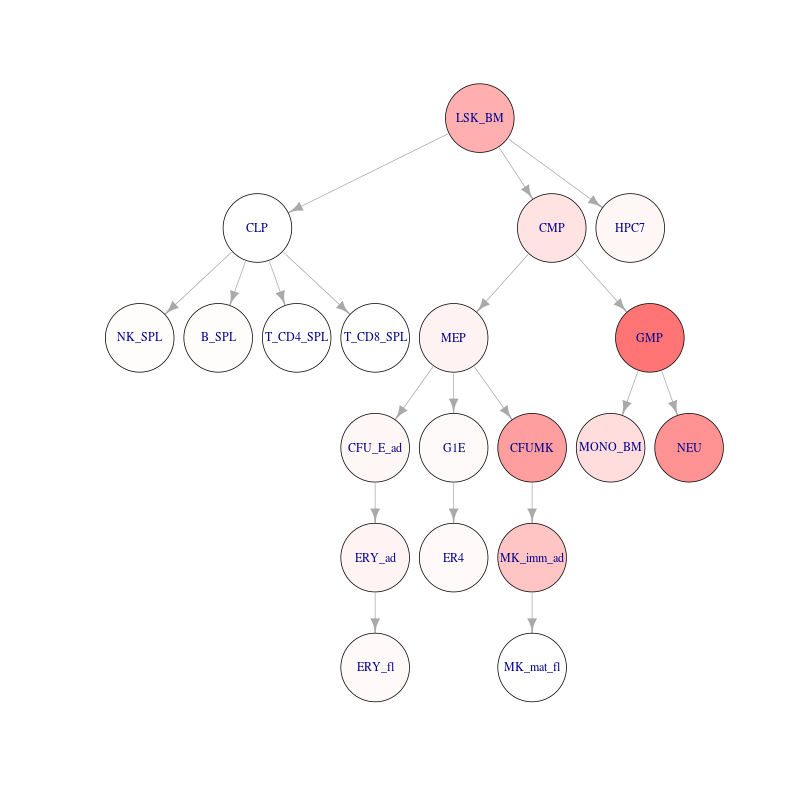 LSK_BM
CLP
CMP
HPC7
NK_SPL
B_SPL
T_CD4_SPL
T_CD8_SPL
MEP
GMP
CFU_E_ad
G1E
CFUMK
MONO_BM
NEU
ERY_ad
ER4
MK_imm_ad
ERY_fl
MK_mat_fl